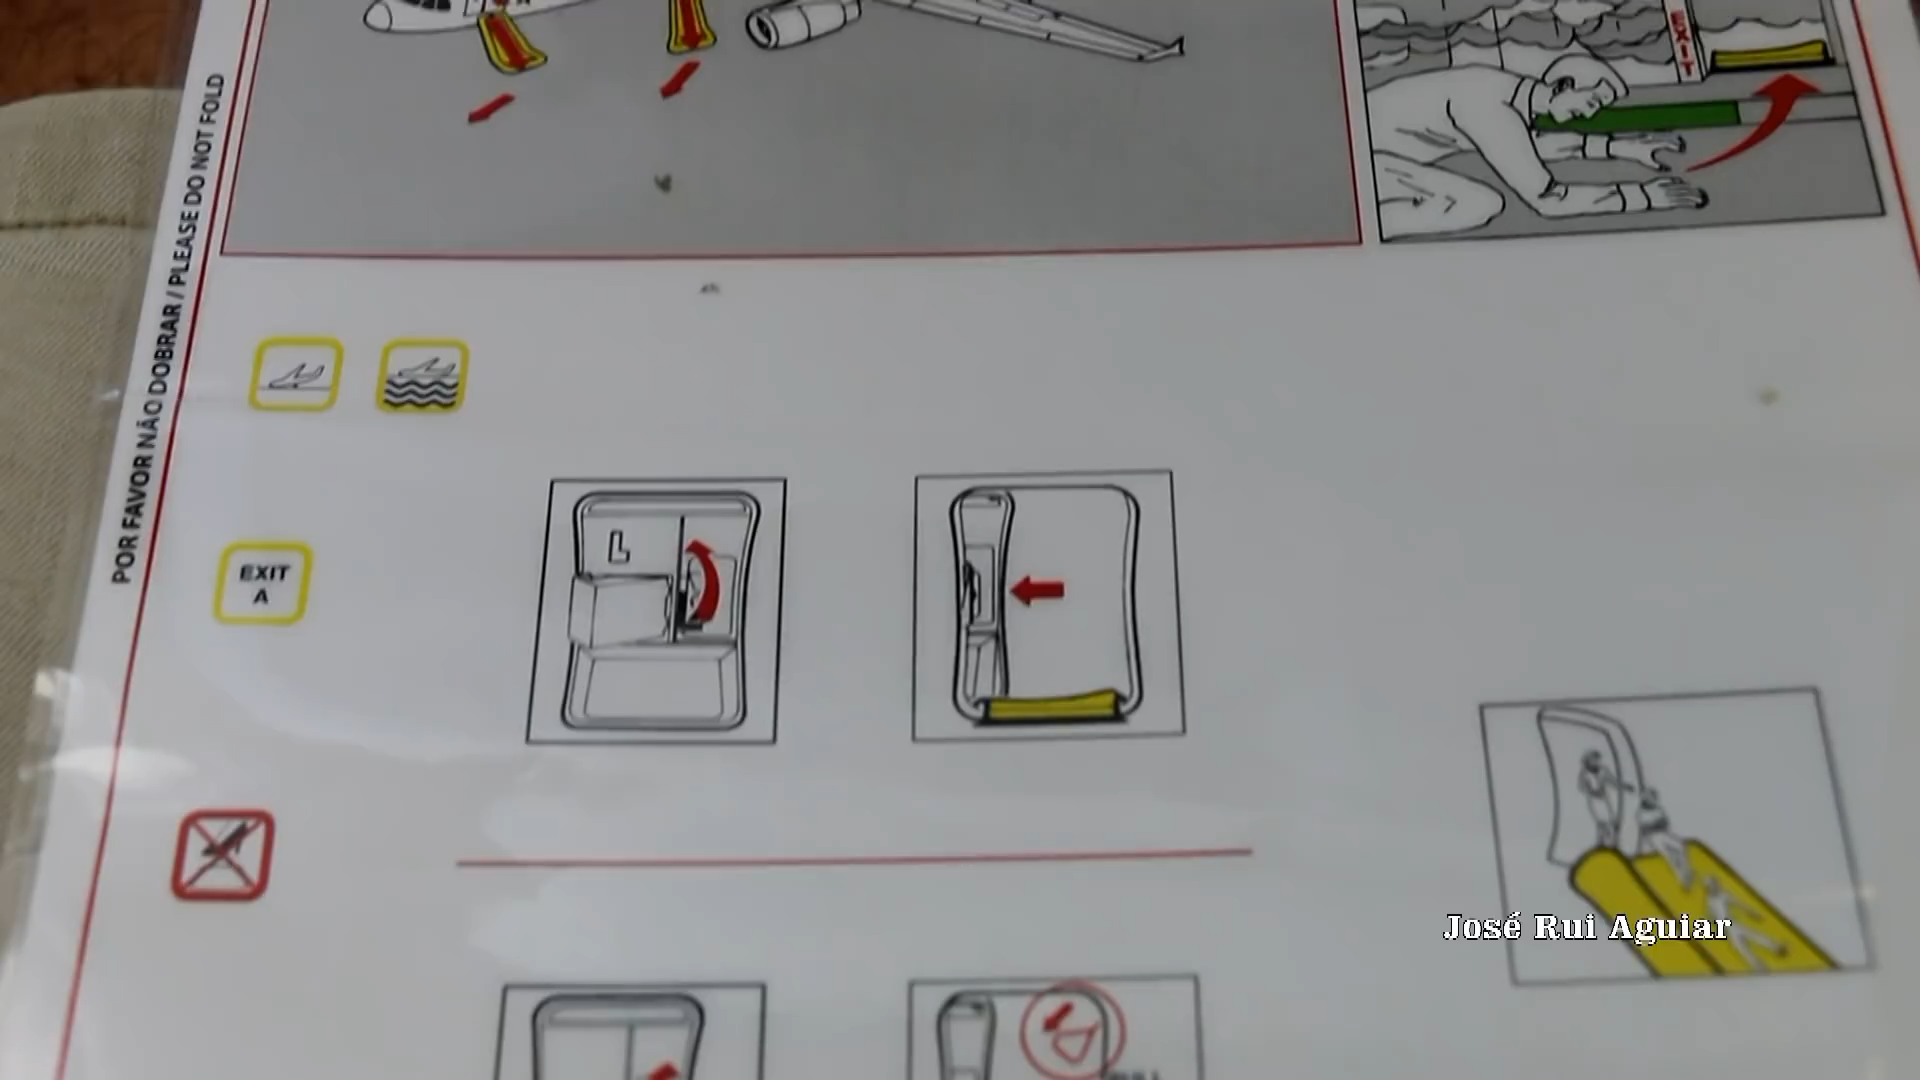 POR FAVOR NÃO DOBRAR / PLEASE DO NOT FOLD
EXIT
EXIT
A
José Rui Aguiar